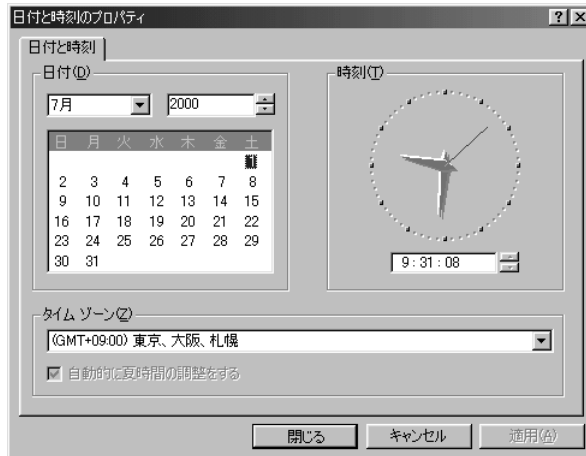 日付と時刻のプロパティ
日付と時刻
日付(D)
7月 2000
日 月 火 水 木 金 土
1
2 3 4 5 6 7 8
9 10 11 12 13 14 15
16 17 18 19 20 21 22
23 24 25 26 27 28 29
30 31
時刻(T)
9:31:08
タイム ゾーン(Z)
(GMT+09:00) 東京、大阪、札幌
自動的に夏時間の調整をする
閉じる キャンセル 適用(A)